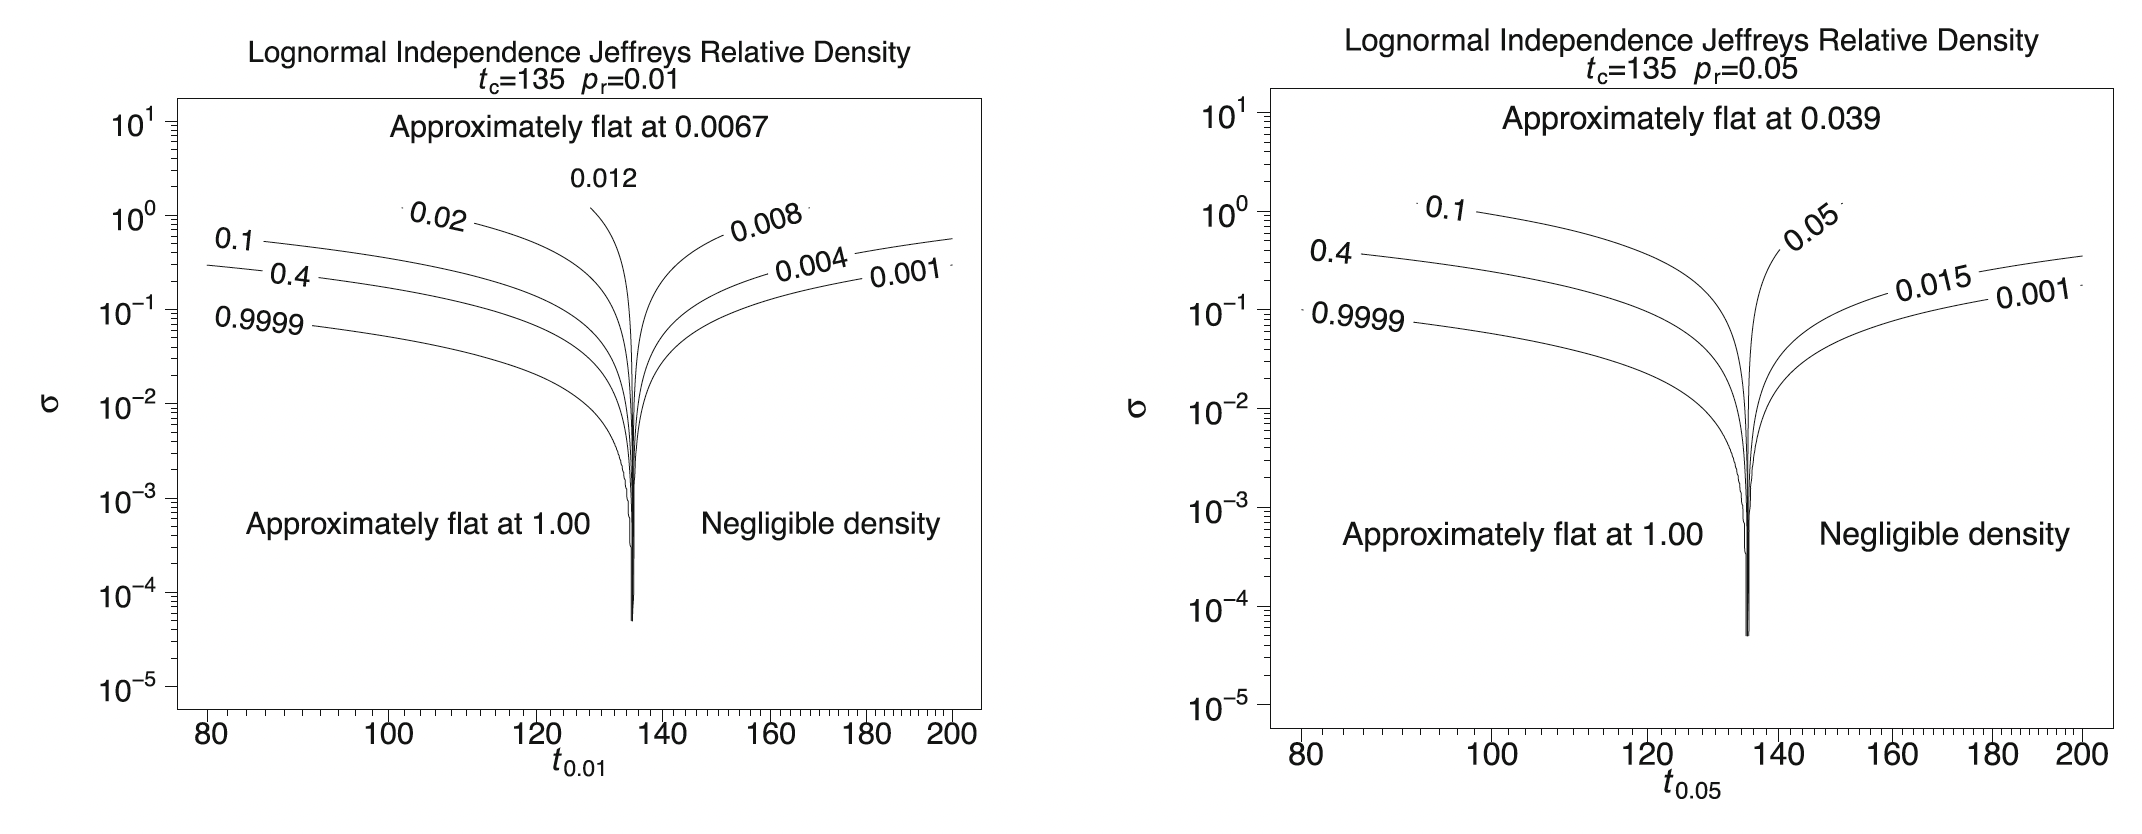 Lognormal Independence Jeffreys Relative Density
t_c=135 p_r=0.01
Approximately flat at 0.0067
0.012
0.02
0.008
0.1
0.004
0.4
0.001
0.9999
Approximately flat at 1.00
Negligible density
10^1
10^0
10^−1
10^−2
10^−3
10^−4
10^−5
σ
80 100 120 140 160 180 200
t_0.01
Lognormal Independence Jeffreys Relative Density
t_c=135 p_r=0.05
Approximately flat at 0.039
0.1
0.05
0.4
0.015
0.001
0.9999
Approximately flat at 1.00
Negligible density
10^1
10^0
10^−1
10^−2
10^−3
10^−4
10^−5
σ
80 100 120 140 160 180 200
t_0.05